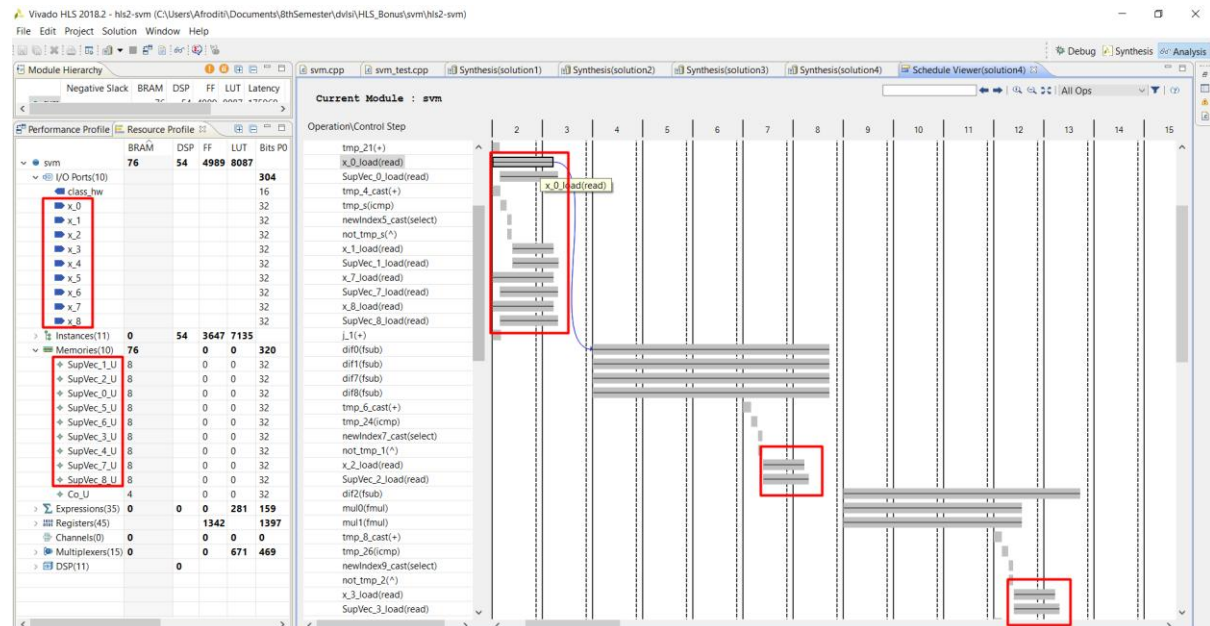 Vivado HLS 2018.2 - hls2-svm (C:\Users\Afroditi\Documents\8thSemester\dvlsi\HLS_Bonus\svm\hls2-svm)
File Edit Project Solution Window Help
Debug Synthesis Analysis
Module Hierarchy
Negative Slack BRAM DSP FF LUT Latency
Performance Profile Resource Profile
BRAM DSP FF LUT Bits P0
svm 76 54 4989 8087
I/O Ports(10) 304
class_hw 16
x_0 32
x_1 32
x_2 32
x_3 32
x_4 32
x_5 32
x_6 32
x_7 32
x_8 32
Instances(11) 0 54 3647 7135
Memories(10) 76 0 0 320
SupVec_1_U 8 0 0 32
SupVec_2_U 8 0 0 32
SupVec_0_U 8 0 0 32
SupVec_5_U 8 0 0 32
SupVec_6_U 8 0 0 32
SupVec_3_U 8 0 0 32
SupVec_4_U 8 0 0 32
SupVec_7_U 8 0 0 32
SupVec_8_U 8 0 0 32
Co_U 4 0 0 32
Expressions(35) 0 0 0 281 159
Registers(45) 1342 1397
Channels(0) 0 0 0 0
Multiplexers(15) 0 0 671 469
DSP(11) 0
svm.cpp svm_test.cpp Synthesis(solution1) Synthesis(solution2) Synthesis(solution3) Synthesis(solution4) Schedule Viewer(solution4)
Current Module : svm
All Ops
Operation\Control Step 2 3 4 5 6 7 8 9 10 11 12 13 14 15
tmp_21(+)
x_0_load(read)
SupVec_0_load(read)
x_0_load(read)
tmp_4_cast(+)
tmp_s(icmp)
newIndex5_cast(select)
not_tmp_s(^)
x_1_load(read)
SupVec_1_load(read)
x_7_load(read)
SupVec_7_load(read)
x_8_load(read)
SupVec_8_load(read)
j_1(+)
dif0(fsub)
dif1(fsub)
dif7(fsub)
dif8(fsub)
tmp_6_cast(+)
tmp_24(icmp)
newIndex7_cast(select)
not_tmp_1(^)
x_2_load(read)
SupVec_2_load(read)
dif2(fsub)
mul0(fmul)
mul1(fmul)
tmp_8_cast(+)
tmp_26(icmp)
newIndex9_cast(select)
not_tmp_2(^)
x_3_load(read)
SupVec_3_load(read)